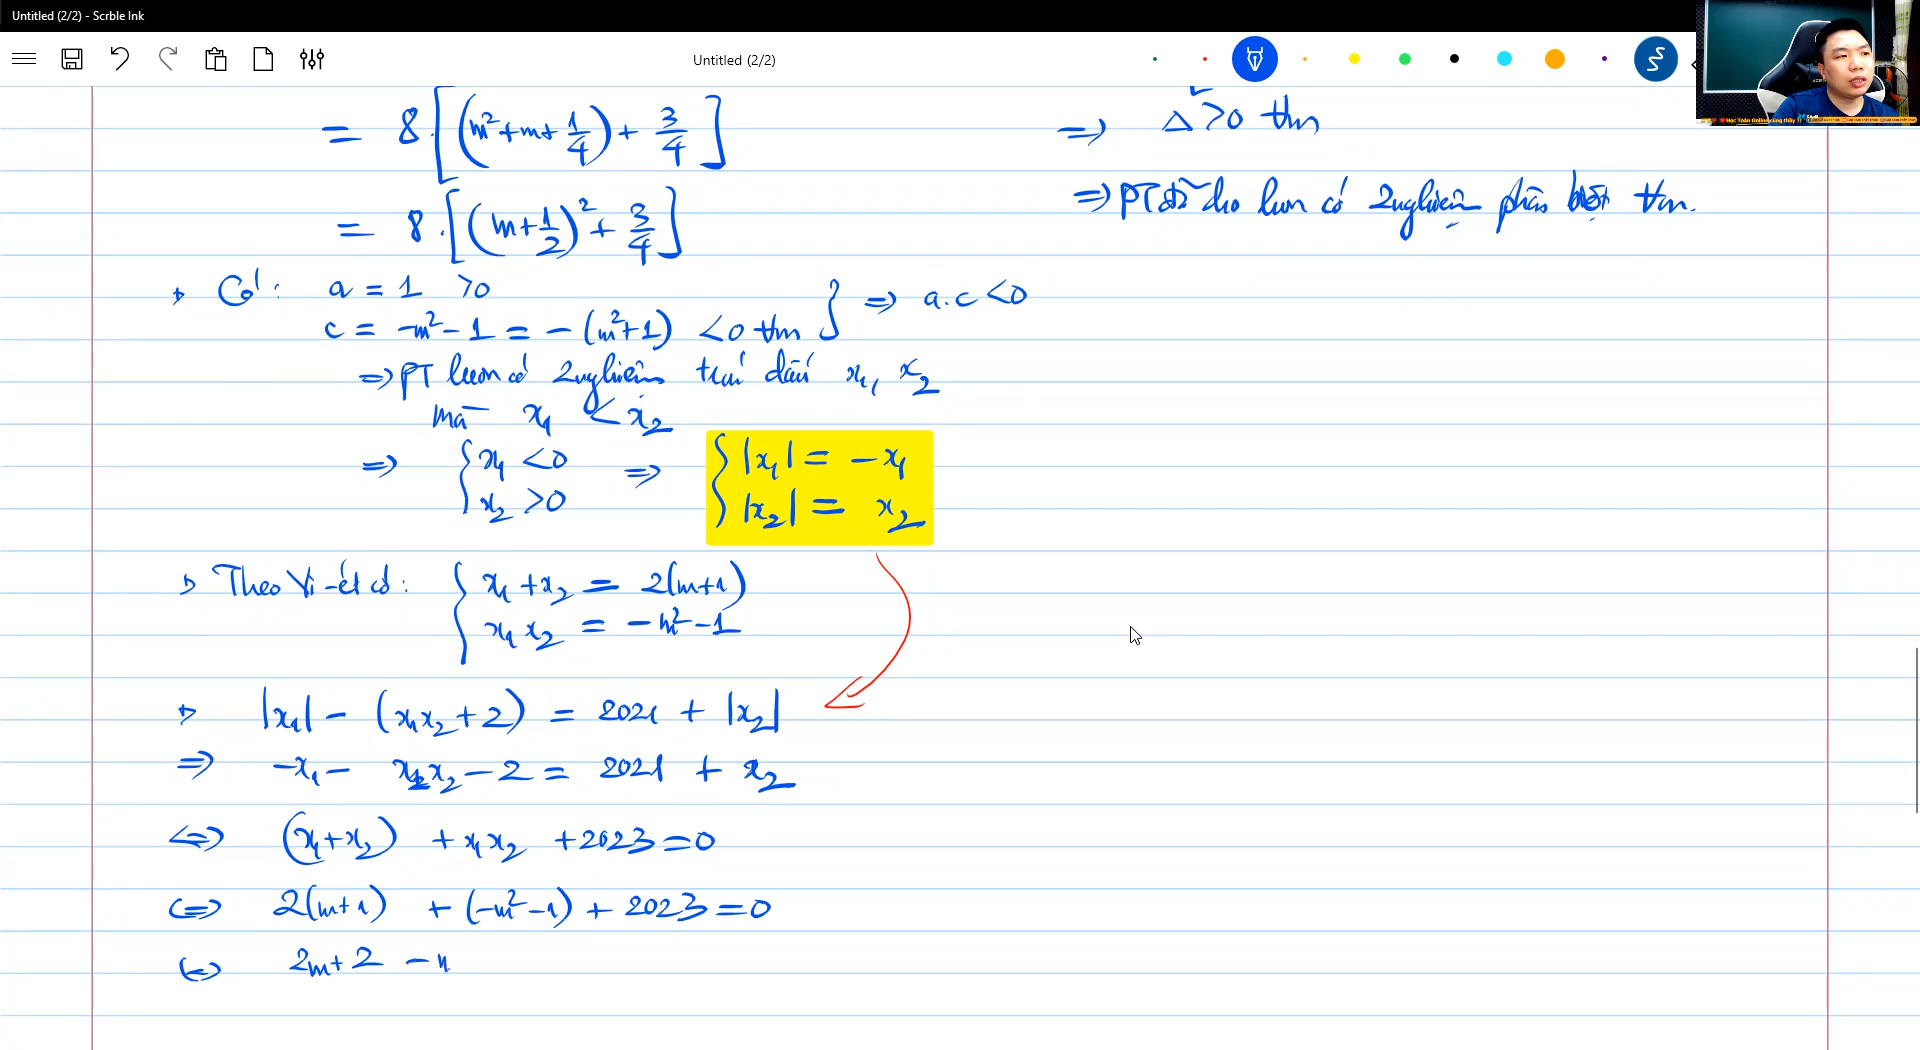 Untitled (2/2) - Scrble Ink
Untitled (2/2)
= 8.[(m²+m+1/4)+3/4]
= 8.[(m+1/2)²+3/4]
=> Δ'>0 ∀m
=> PT đã cho luôn có 2 nghiệm phân biệt ∀m.
Có: a = 1 >0
c = -m²-1 = -(m²+1) <0 ∀m } => a.c<0
=> PT luôn có 2 nghiệm trái dấu x₁, x₂
mà x₁ < x₂
=> { x₁ <0 => { |x₁| = -x₁
x₂ >0 |x₂| = x₂
Theo Vi-ét có: { x₁+x₂ = 2(m+1)
x₁x₂ = -m²-1
|x₁| - (x₁x₂+2) = 2021 + |x₂|
=> -x₁ - x₁x₂ - 2 = 2021 + x₂
<=> (x₁+x₂) + x₁x₂ + 2023 = 0
<=> 2(m+1) + (-m²-1) + 2023 = 0
<=> 2m+2 -